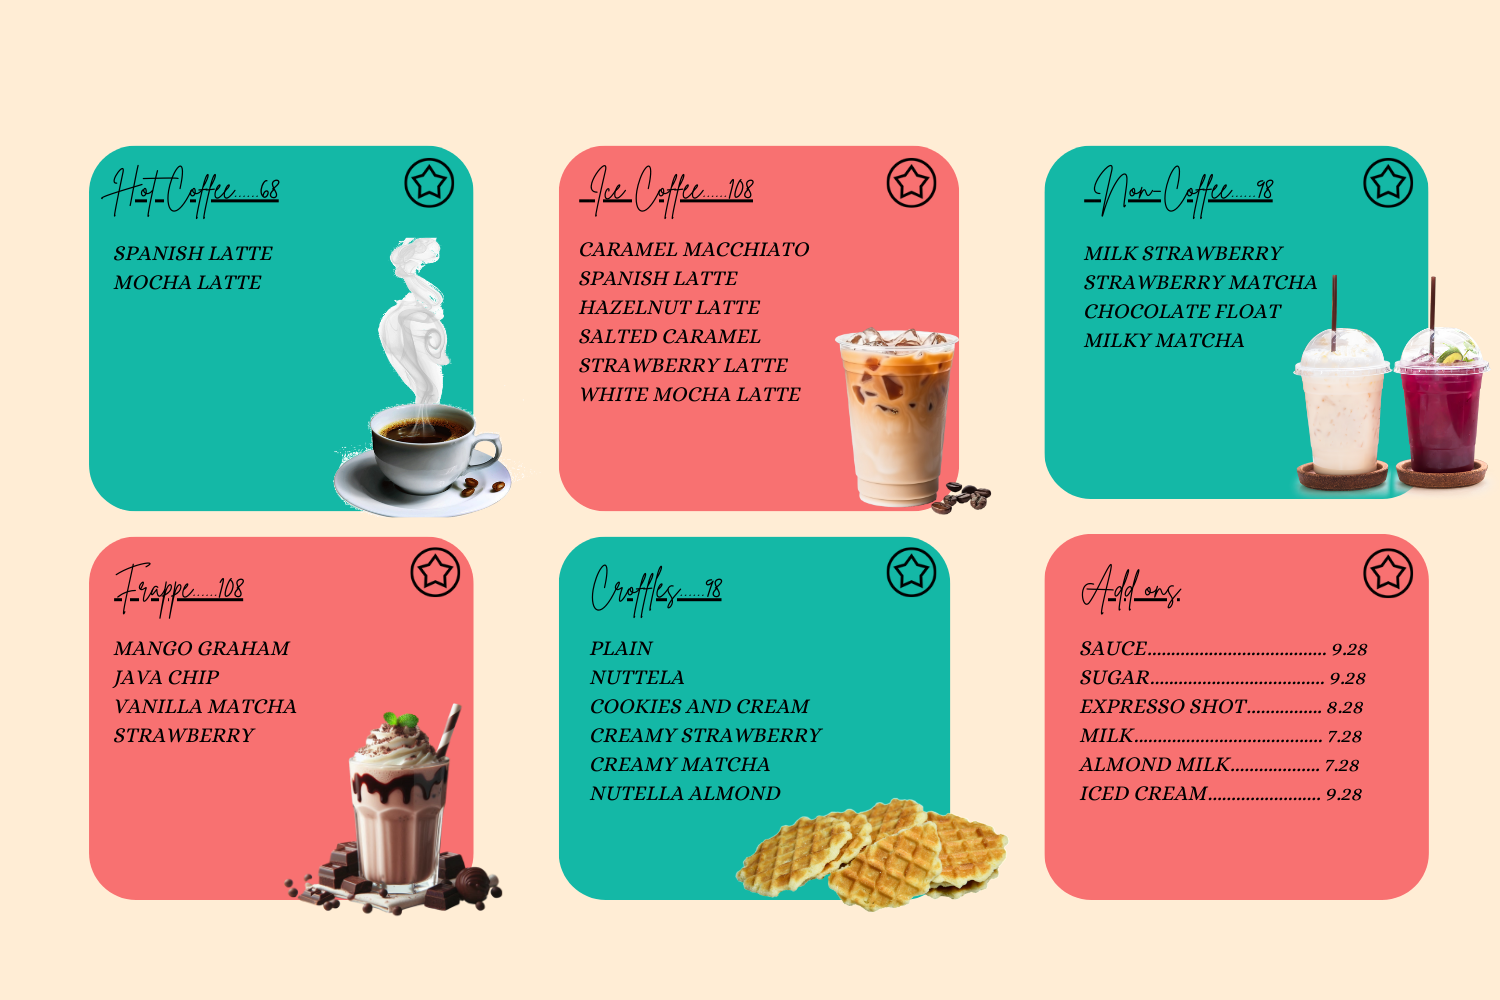 Hot Coffee......68
SPANISH LATTE
MOCHA LATTE
Ice Coffee......108
CARAMEL MACCHIATO
SPANISH LATTE
HAZELNUT LATTE
SALTED CARAMEL
STRAWBERRY LATTE
WHITE MOCHA LATTE
Non-Coffee......98
MILK STRAWBERRY
STRAWBERRY MATCHA
CHOCOLATE FLOAT
MILKY MATCHA
Frappe......108
MANGO GRAHAM
JAVA CHIP
VANILLA MATCHA
STRAWBERRY
Croffles......98
PLAIN
NUTTELA
COOKIES AND CREAM
CREAMY STRAWBERRY
CREAMY MATCHA
NUTELLA ALMOND
Add ons:
SAUCE...................................... 9.28
SUGAR..................................... 9.28
EXPRESSO SHOT................ 8.28
MILK........................................ 7.28
ALMOND MILK................... 7.28
ICED CREAM........................ 9.28